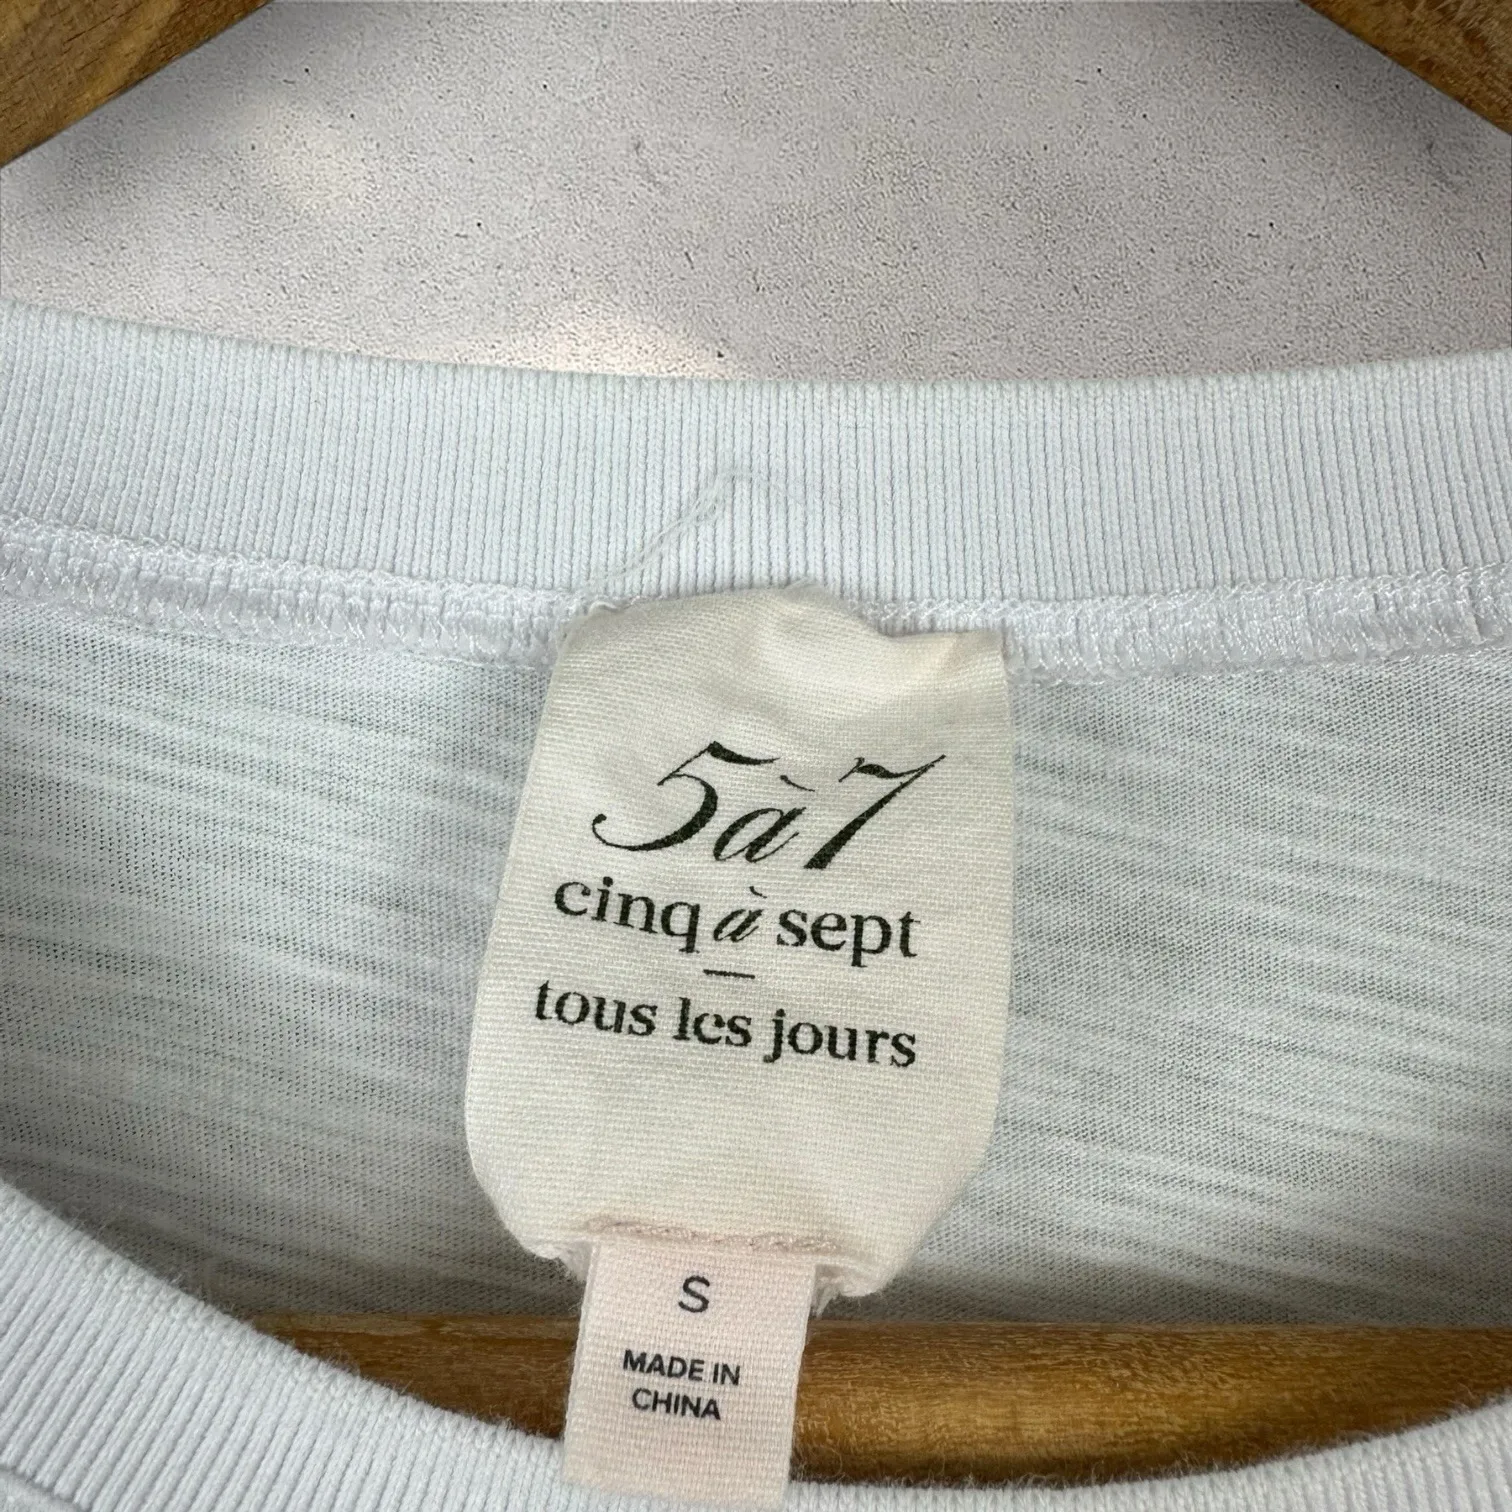 5à7
cinq à sept
tous les jours
S
MADE IN
CHINA